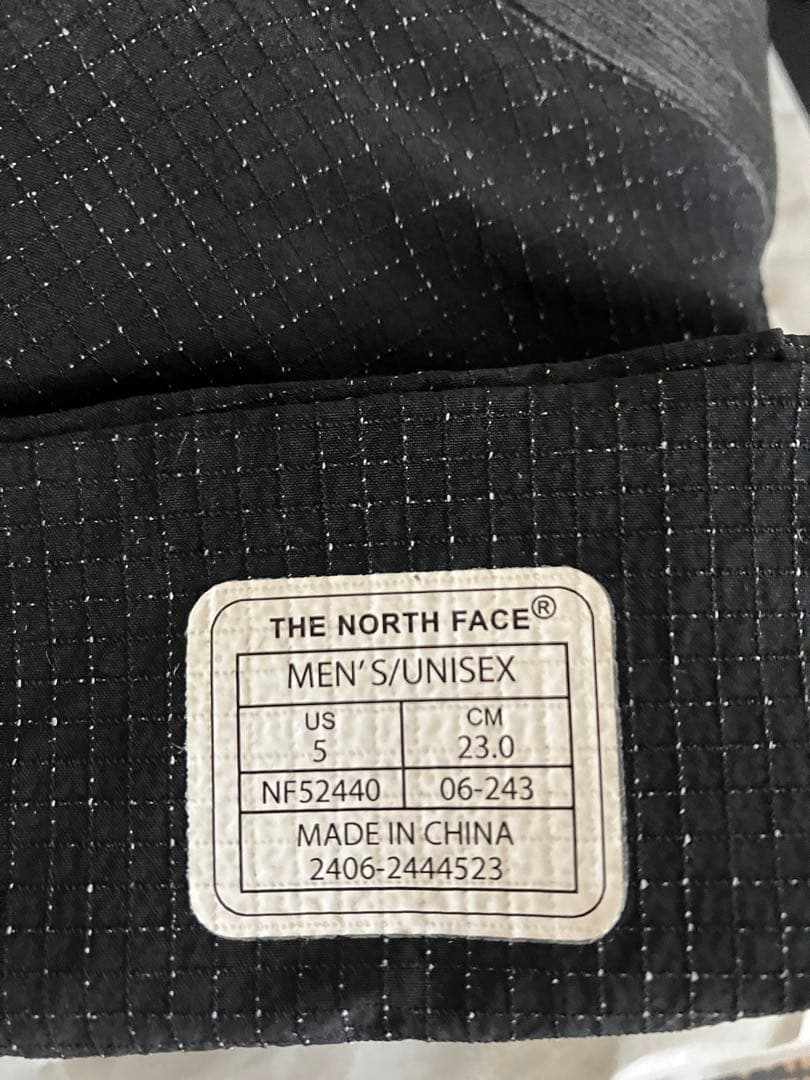 THE NORTH FACE®
MEN'S/UNISEX
US CM
5 23.0
NF52440 06-243
MADE IN CHINA
2406-2444523